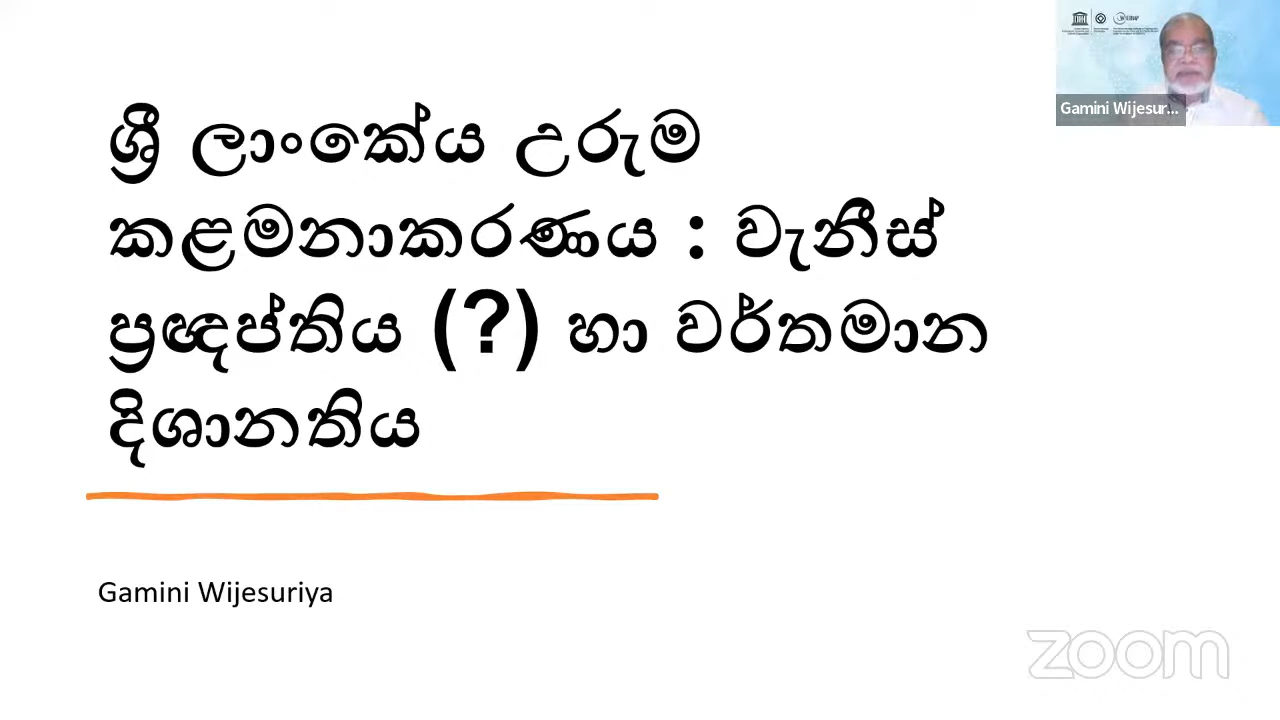 ශ්‍රී ලාංකේය උරුම
කළමනාකරණය : වැනීස්
ප්‍රඥප්තිය (?) හා වර්තමාන
දිශානතිය
Gamini Wijesuriya
Gamini Wijesur...
zoom